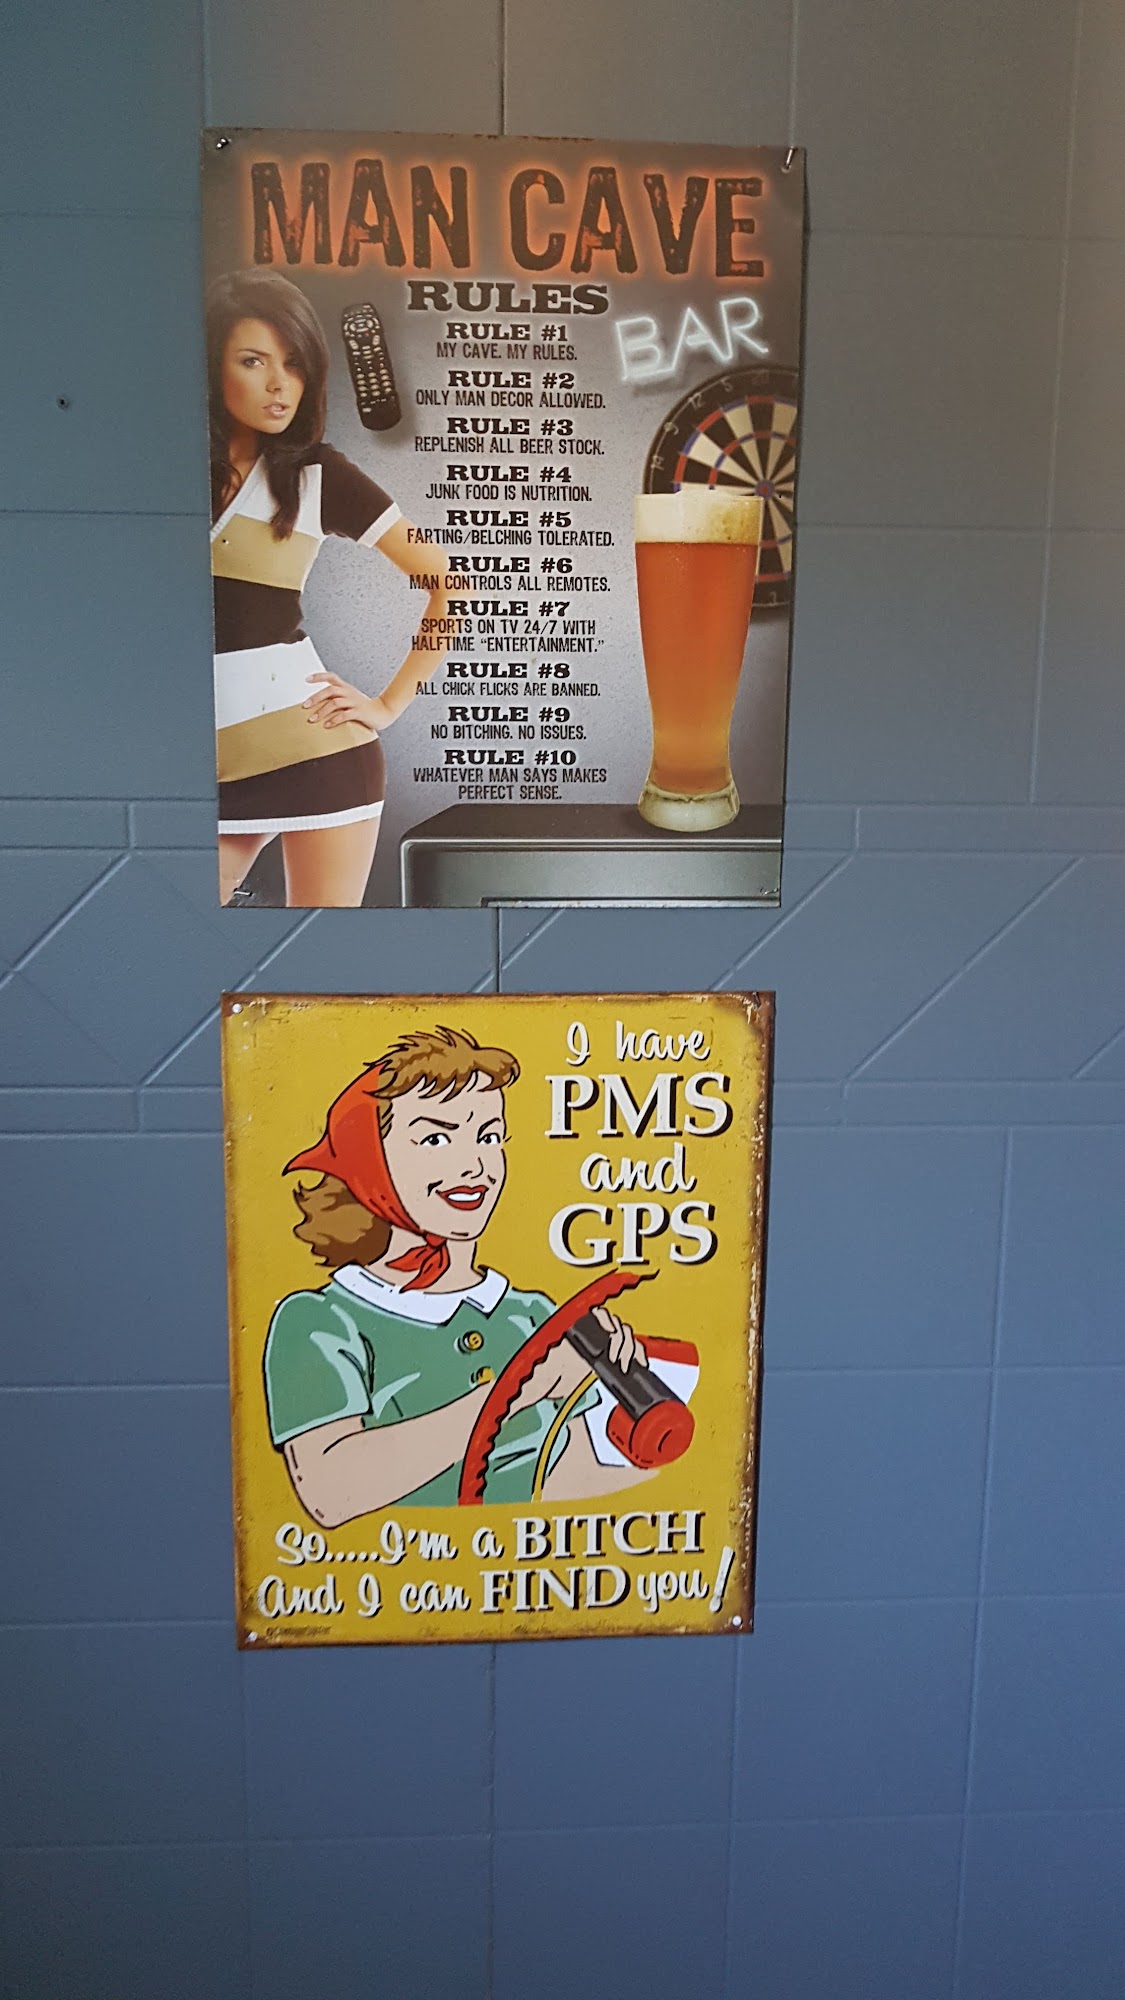 MAN CAVE
RULES
BAR
RULE #1
MY CAVE. MY RULES.
RULE #2
ONLY MAN DECOR ALLOWED.
RULE #3
REPLENISH ALL BEER STOCK.
RULE #4
JUNK FOOD IS NUTRITION.
RULE #5
FARTING/BELCHING TOLERATED.
RULE #6
MAN CONTROLS ALL REMOTES.
RULE #7
SPORTS ON TV 24/7 WITH
HALFTIME “ENTERTAINMENT.”
RULE #8
ALL CHICK FLICKS ARE BANNED.
RULE #9
NO BITCHING. NO ISSUES.
RULE #10
WHATEVER MAN SAYS MAKES
PERFECT SENSE.
I have
PMS
and
GPS
So.....I'm a BITCH
And I can FIND you!